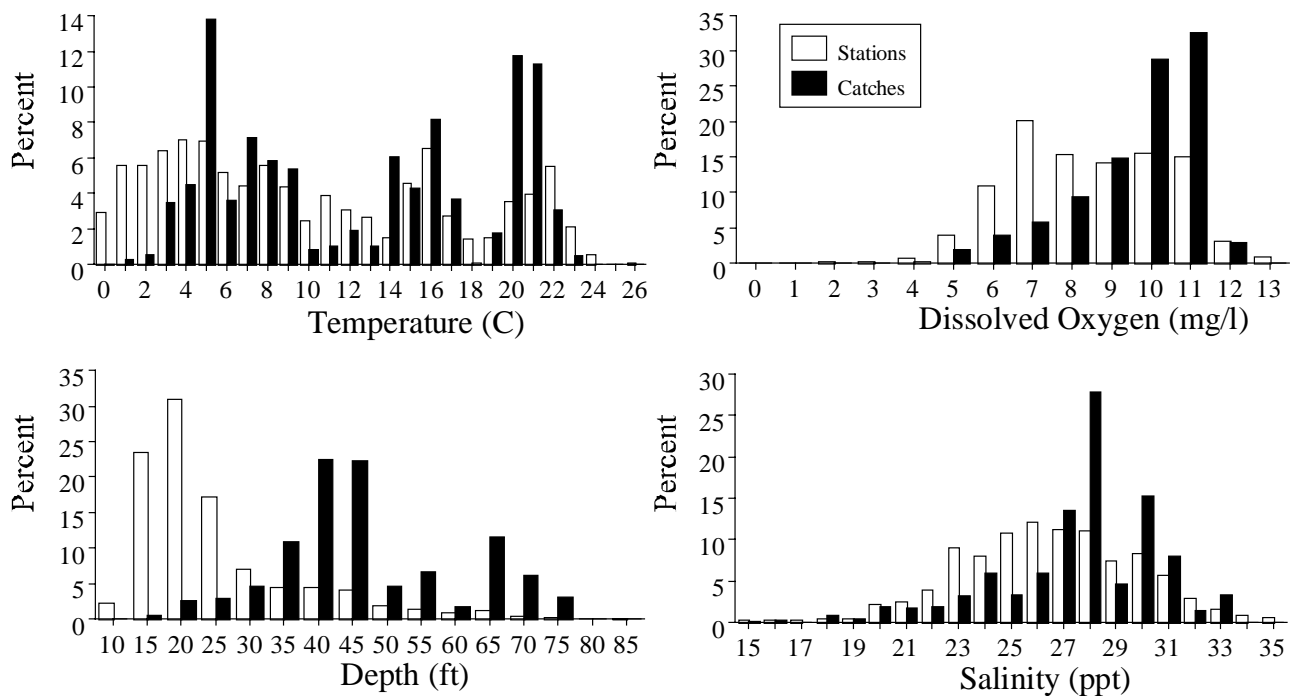 14
12
10
8
6
4
2
0
Percent
0 2 4 6 8 10 12 14 16 18 20 22 24 26
Temperature (C)
35
30
25
20
15
10
5
0
Percent
Stations
Catches
0 1 2 3 4 5 6 7 8 9 10 11 12 13
Dissolved Oxygen (mg/l)
35
30
25
20
15
10
5
0
Percent
10 15 20 25 30 35 40 45 50 55 60 65 70 75 80 85
Depth (ft)
30
25
20
15
10
5
0
Percent
15 17 19 21 23 25 27 29 31 33 35
Salinity (ppt)